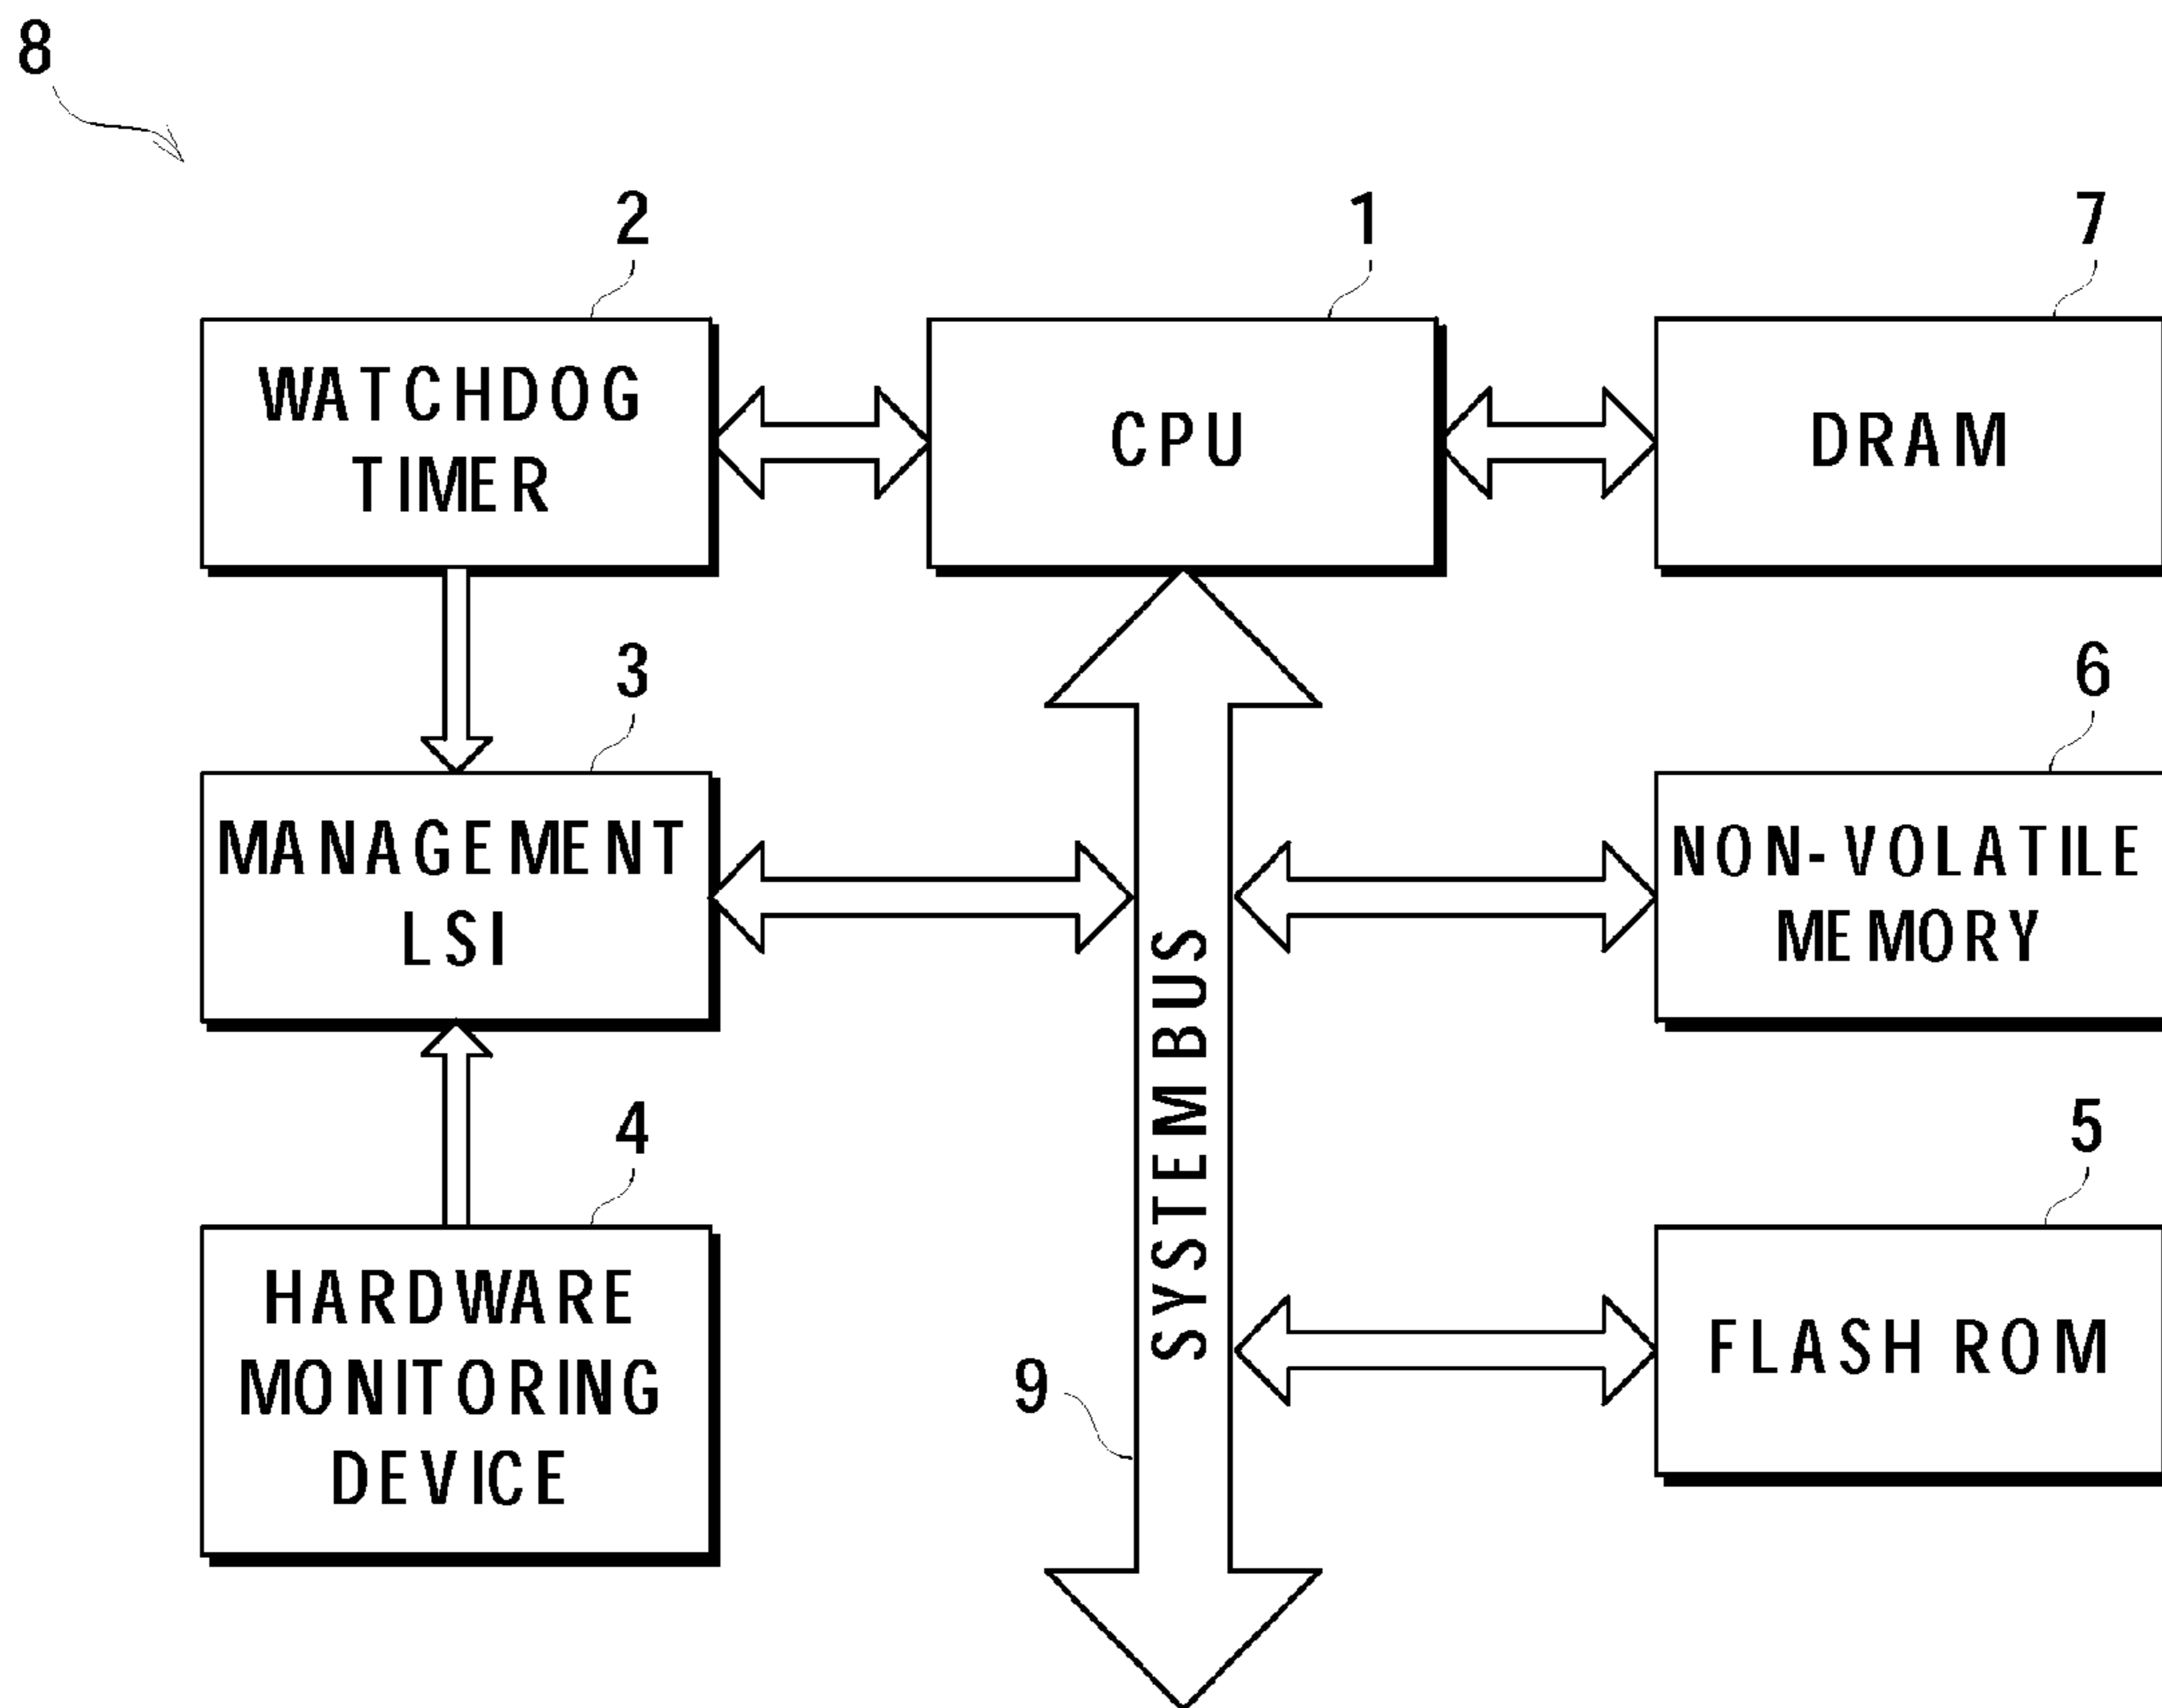 8
2
1
7
WATCHDOG
TIMER
CPU
DRAM
3
6
MANAGEMENT
LSI
NON-VOLATILE
MEMORY
SYSTEMBUS
4
5
HARDWARE
MONITORING
DEVICE
FLASH ROM
9